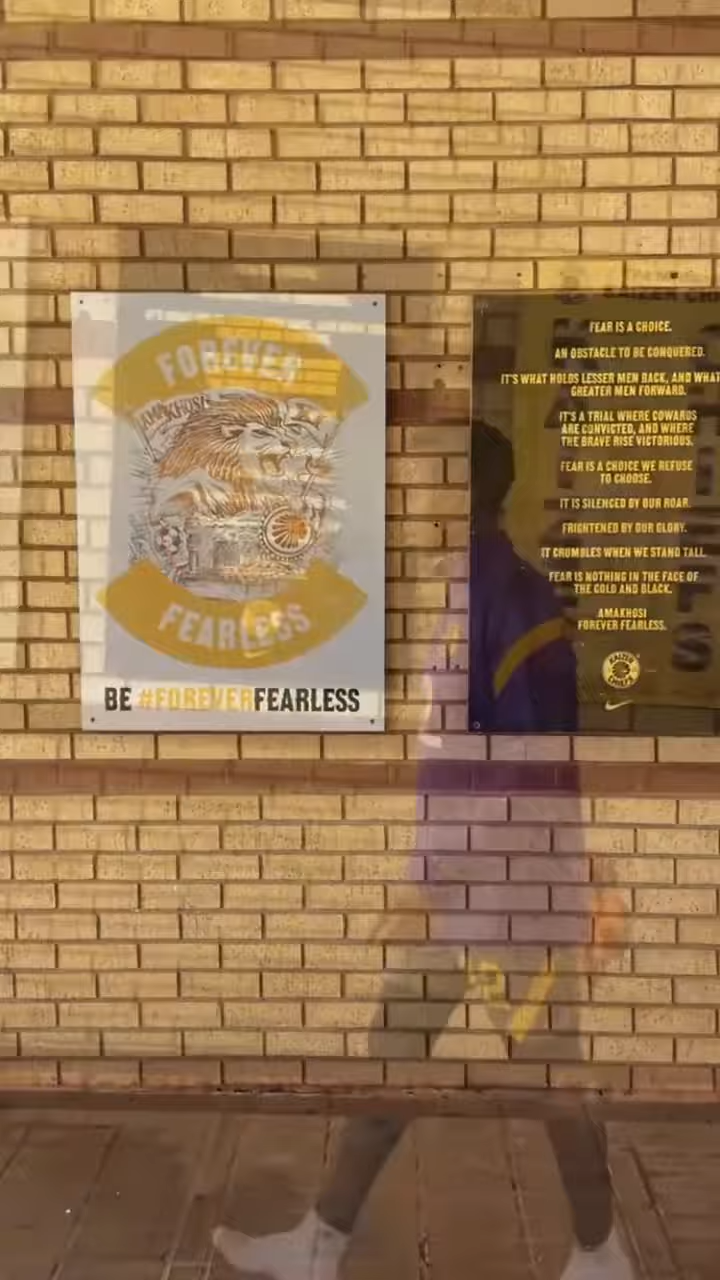 FOREVER
AMAKHOSI
FEARLESS
BE #FOREVERFEARLESS
FEAR IS A CHOICE.
AN OBSTACLE TO BE CONQUERED.
IT'S WHAT HOLDS LESSER MEN BACK, AND WHAT
GREATER MEN FORWARD.
IT'S A TRIAL WHERE COWARDS
ARE CONVICTED, AND WHERE
THE BRAVE RISE VICTORIOUS.
FEAR IS A CHOICE WE REFUSE
TO CHOOSE.
IT IS SILENCED BY OUR ROAR.
FRIGHTENED BY OUR GLORY.
IT CRUMBLES WHEN WE STAND TALL.
FEAR IS NOTHING IN THE FACE OF
THE GOLD AND BLACK.
AMAKHOSI
FOREVER FEARLESS.
KAIZER
CHIEFS